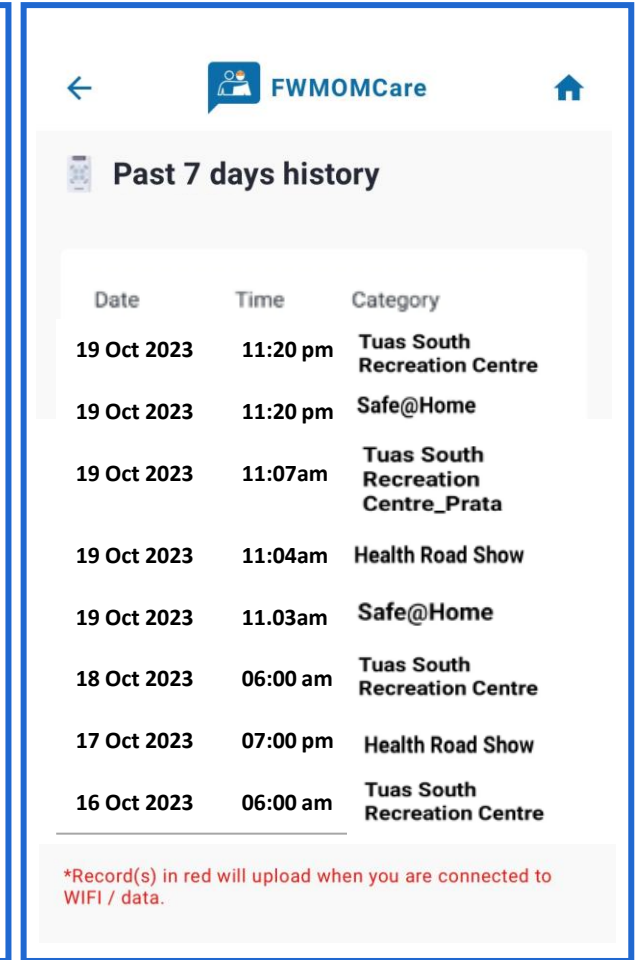 FWMOMCare
Past 7 days history
Date Time Category
19 Oct 2023 11:20 pm Tuas South
Recreation Centre
19 Oct 2023 11:20 pm Safe@Home
19 Oct 2023 11:07am Tuas South
Recreation
Centre_Prata
19 Oct 2023 11:04am Health Road Show
19 Oct 2023 11.03am Safe@Home
18 Oct 2023 06:00 am Tuas South
Recreation Centre
17 Oct 2023 07:00 pm Health Road Show
16 Oct 2023 06:00 am Tuas South
Recreation Centre
*Record(s) in red will upload when you are connected to
WIFI / data.